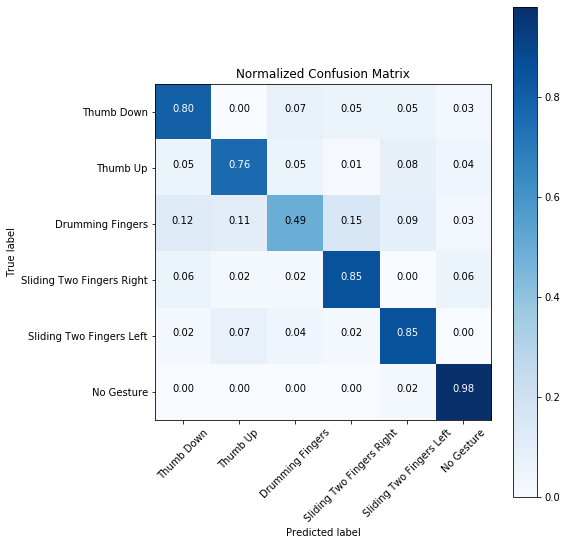 Normalized Confusion Matrix
Thumb Down 0.80 0.00 0.07 0.05 0.05 0.03
Thumb Up 0.05 0.76 0.05 0.01 0.08 0.04
Drumming Fingers 0.12 0.11 0.49 0.15 0.09 0.03
Sliding Two Fingers Right 0.06 0.02 0.02 0.85 0.00 0.06
Sliding Two Fingers Left 0.02 0.07 0.04 0.02 0.85 0.00
No Gesture 0.00 0.00 0.00 0.00 0.02 0.98
True label
Thumb Down
Thumb Up
Drumming Fingers
Sliding Two Fingers Right
Sliding Two Fingers Left
No Gesture
Predicted label
0.8
0.6
0.4
0.2
0.0